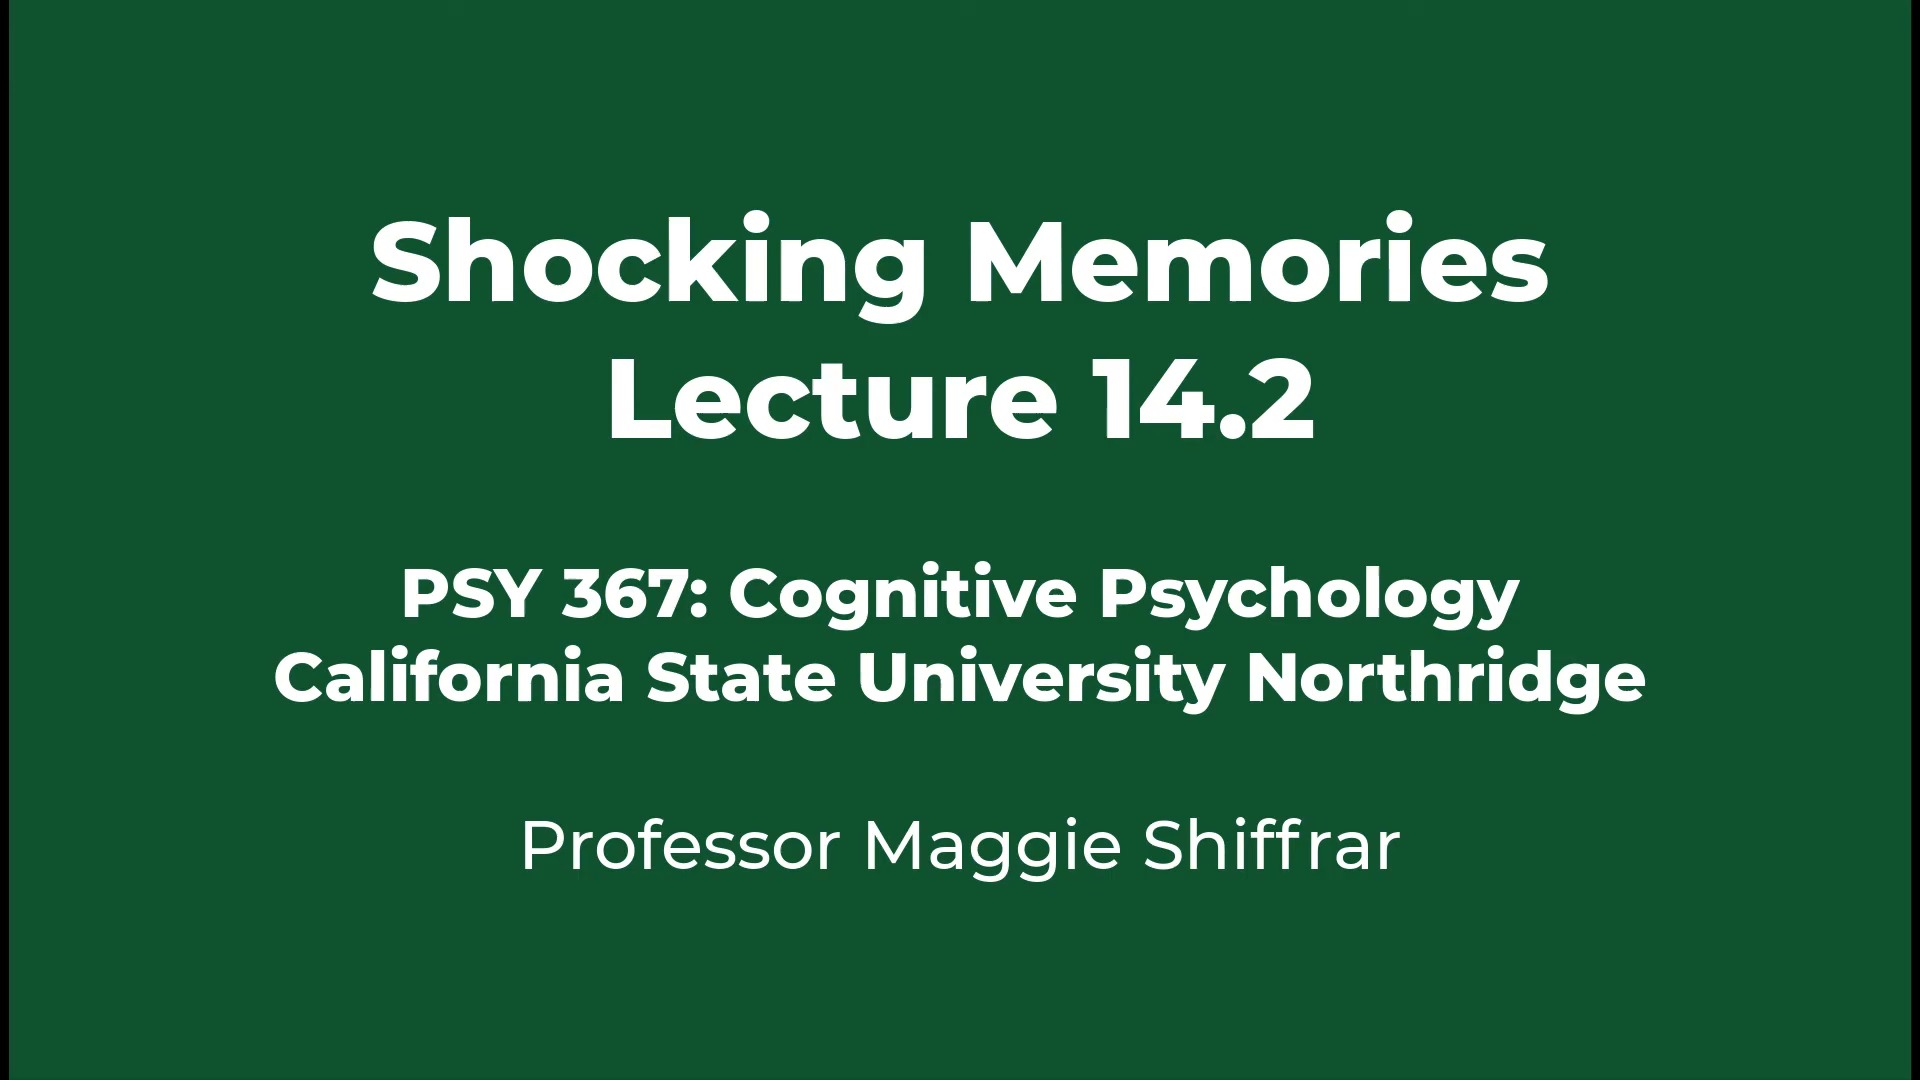 Shocking Memories
Lecture 14.2
PSY 367: Cognitive Psychology
California State University Northridge
Professor Maggie Shiffrar